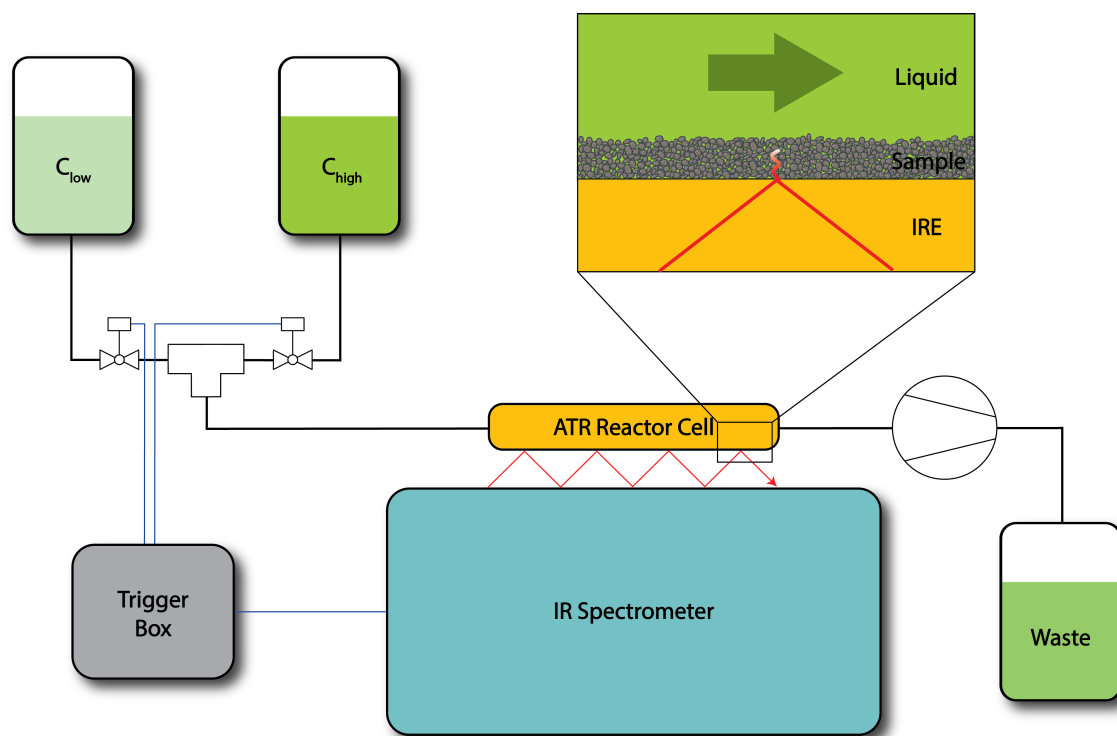 C_low
C_high
Liquid
Sample
IRE
ATR Reactor Cell
Trigger
Box
IR Spectrometer
Waste